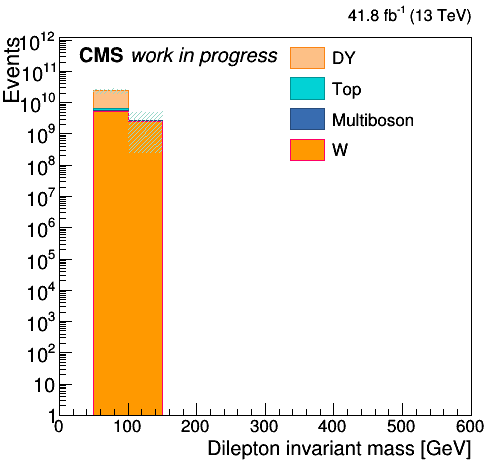 41.8 fb⁻¹ (13 TeV)
CMS work in progress
Events
DY
Top
Multiboson
W
10¹²
10¹¹
10¹⁰
10⁹
10⁸
10⁷
10⁶
10⁵
10⁴
10³
10²
10
1
0 100 200 300 400 500 600
Dilepton invariant mass [GeV]